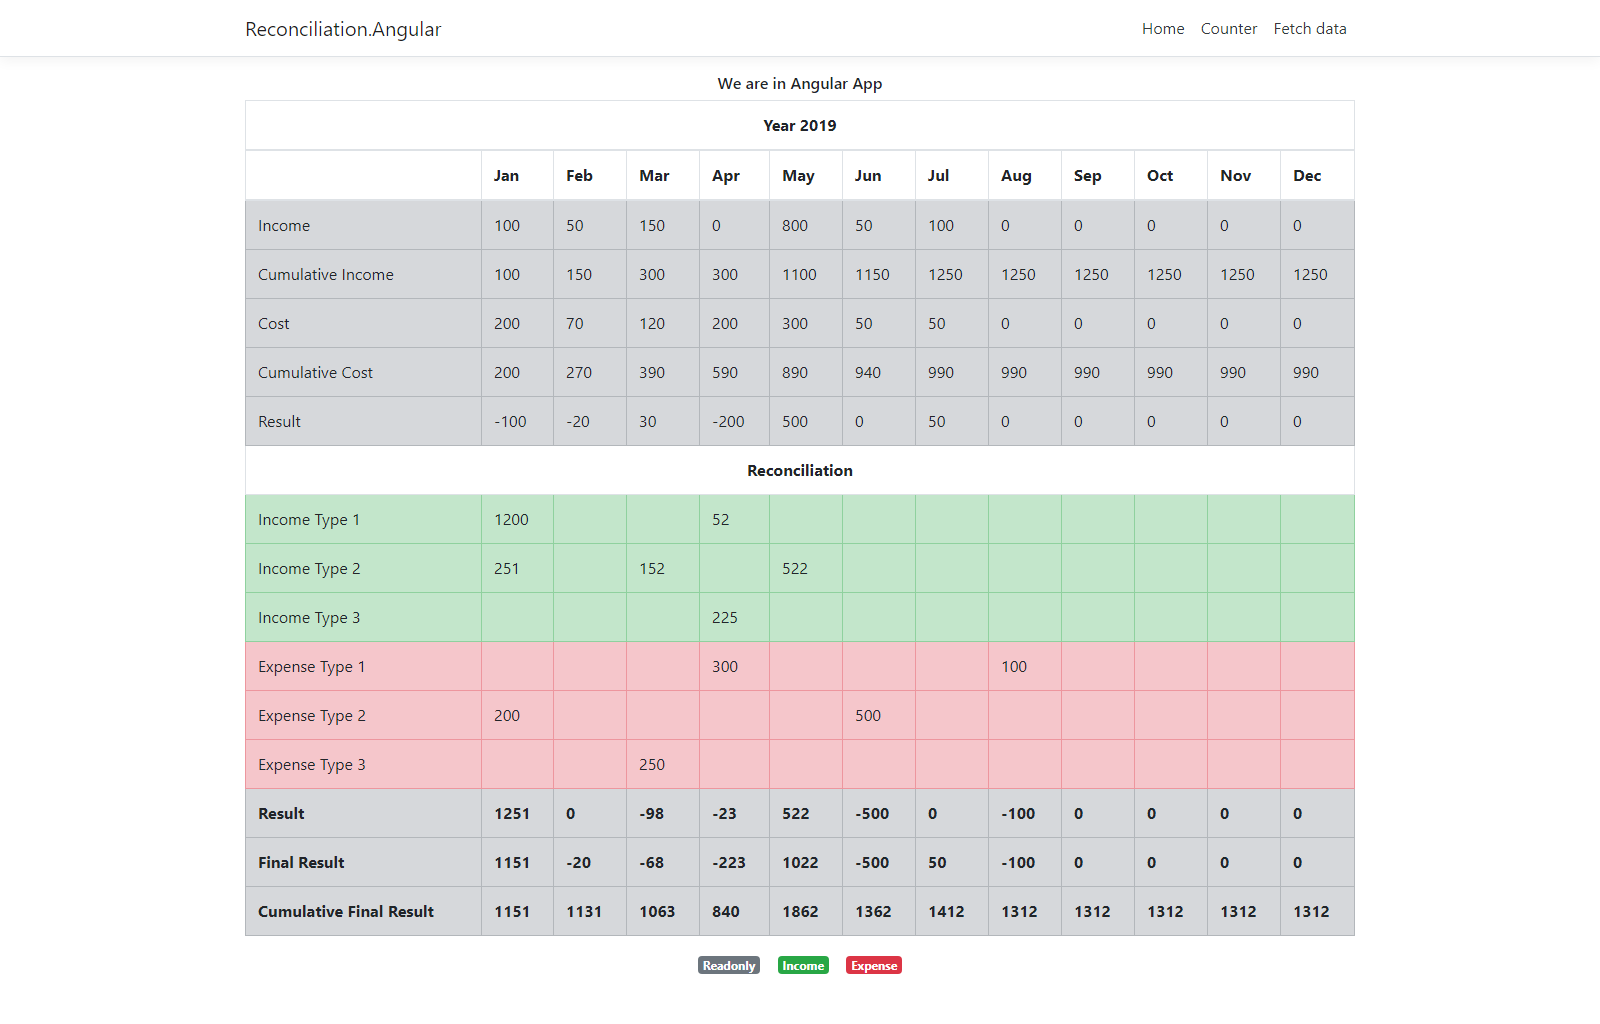 Reconciliation.Angular Home Counter Fetch data
We are in Angular App
Year 2019
Jan Feb Mar Apr May Jun Jul Aug Sep Oct Nov Dec
Income 100 50 150 0 800 50 100 0 0 0 0 0
Cumulative Income 100 150 300 300 1100 1150 1250 1250 1250 1250 1250 1250
Cost 200 70 120 200 300 50 50 0 0 0 0 0
Cumulative Cost 200 270 390 590 890 940 990 990 990 990 990 990
Result -100 -20 30 -200 500 0 50 0 0 0 0 0
Reconciliation
Income Type 1 1200 52
Income Type 2 251 152 522
Income Type 3 225
Expense Type 1 300 100
Expense Type 2 200 500
Expense Type 3 250
Result 1251 0 -98 -23 522 -500 0 -100 0 0 0 0
Final Result 1151 -20 -68 -223 1022 -500 50 -100 0 0 0 0
Cumulative Final Result 1151 1131 1063 840 1862 1362 1412 1312 1312 1312 1312 1312
Readonly Income Expense